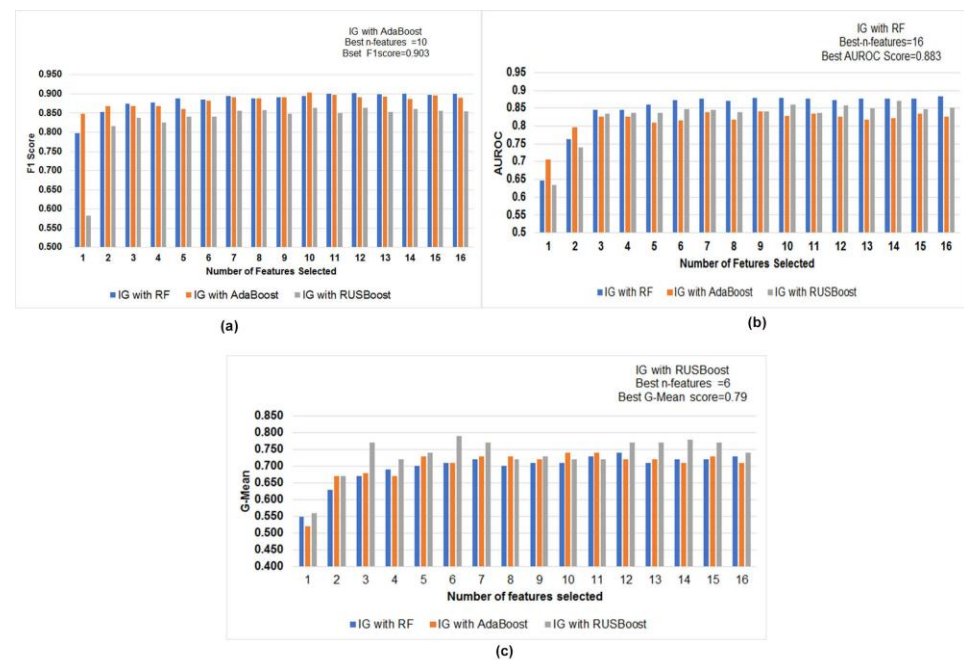 IG with AdaBoost
Best n-features =10
Bset F1score=0.903
0.950
0.900
0.850
0.800
0.750
0.700
0.650
0.600
0.550
0.500
F1 Score
1 2 3 4 5 6 7 8 9 10 11 12 13 14 15 16
Number of Features Selected
IG with RF IG with AdaBoost IG with RUSBoost
(a)
IG with RF
Best-n-features=16
Best AUROC Score=0.883
0.95
0.9
0.85
0.8
0.75
0.7
0.65
0.6
0.55
0.5
AUROC
1 2 3 4 5 6 7 8 9 10 11 12 13 14 15 16
Number of Fetures Selected
IG with RF IG with AdaBoost IG with RUSBoost
(b)
IG with RUSBoost
Best n-features =6
Best G-Mean score=0.79
0.850
0.800
0.750
0.700
0.650
0.600
0.550
0.500
0.450
0.400
G-Mean
1 2 3 4 5 6 7 8 9 10 11 12 13 14 15 16
Number of features selected
IG with RF IG with AdaBoost IG with RUSBoost
(c)